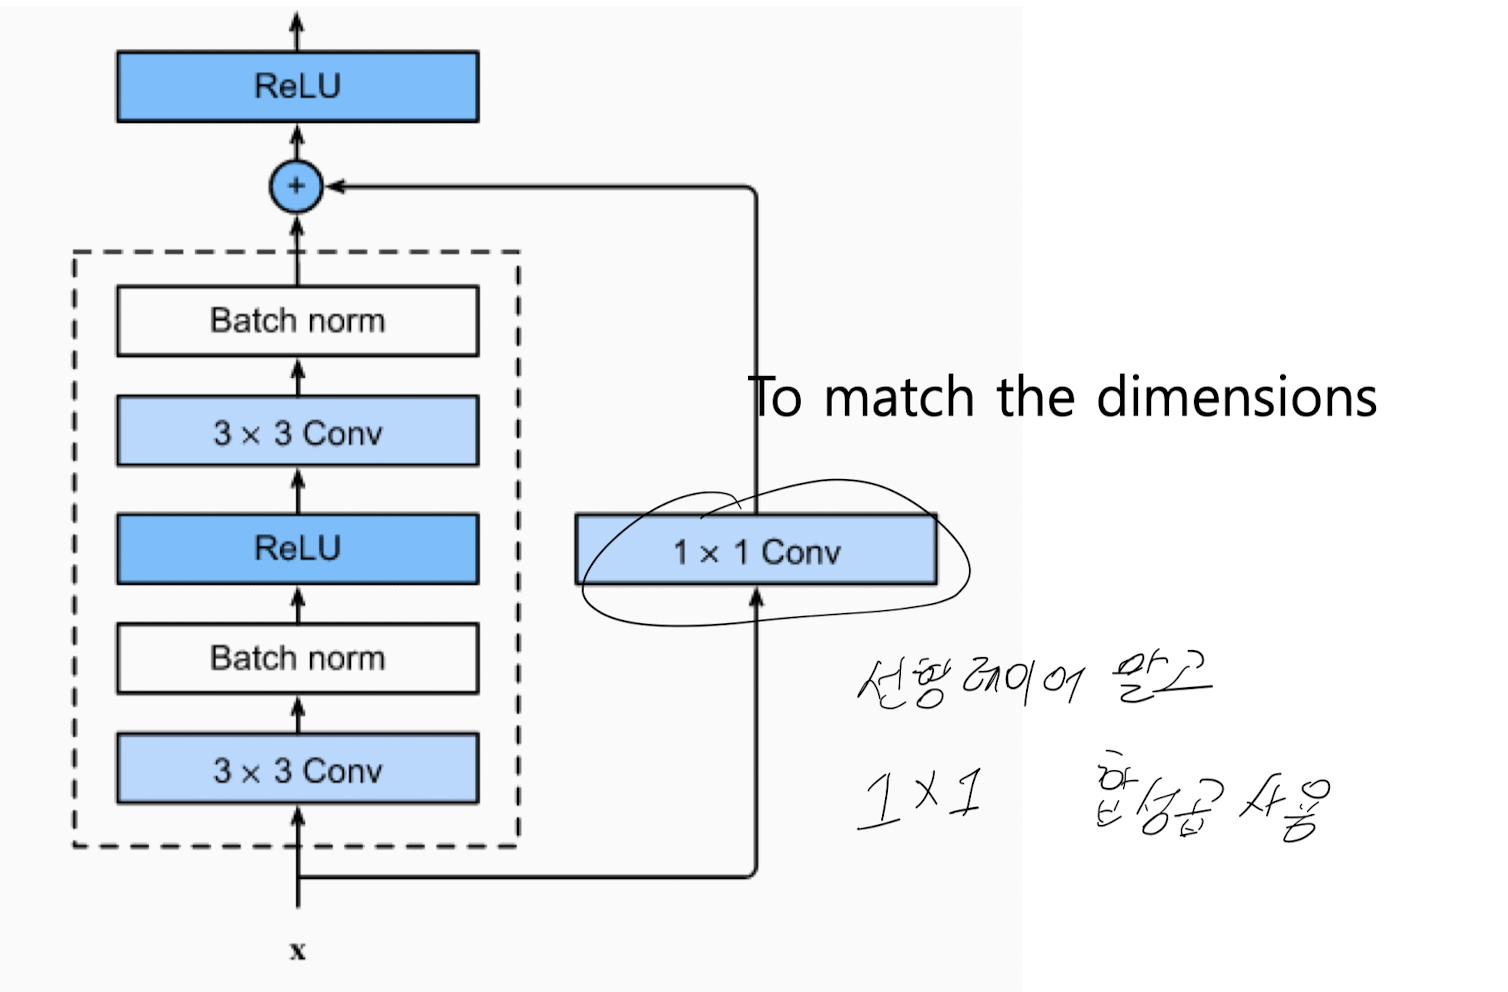 ReLU
+
Batch norm
3 × 3 Conv
ReLU
Batch norm
3 × 3 Conv
x
To match the dimensions
1 × 1 Conv
선형 레이어 말고
1×1 합성곱 사용